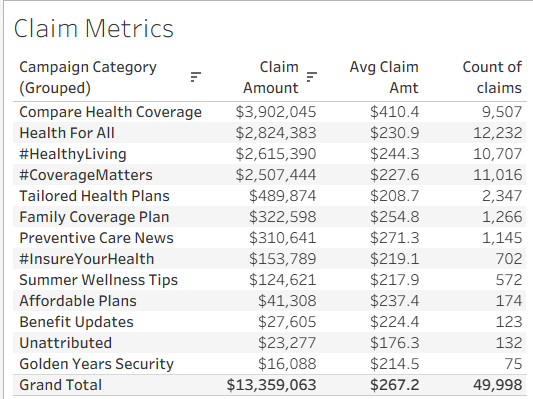 Claim Metrics
Campaign Category Claim Avg Claim Count of
(Grouped) Amount Amt claims
Compare Health Coverage $3,902,045 $410.4 9,507
Health For All $2,824,383 $230.9 12,232
#HealthyLiving $2,615,390 $244.3 10,707
#CoverageMatters $2,507,444 $227.6 11,016
Tailored Health Plans $489,874 $208.7 2,347
Family Coverage Plan $322,598 $254.8 1,266
Preventive Care News $310,641 $271.3 1,145
#InsureYourHealth $153,789 $219.1 702
Summer Wellness Tips $124,621 $217.9 572
Affordable Plans $41,308 $237.4 174
Benefit Updates $27,605 $224.4 123
Unattributed $23,277 $176.3 132
Golden Years Security $16,088 $214.5 75
Grand Total $13,359,063 $267.2 49,998